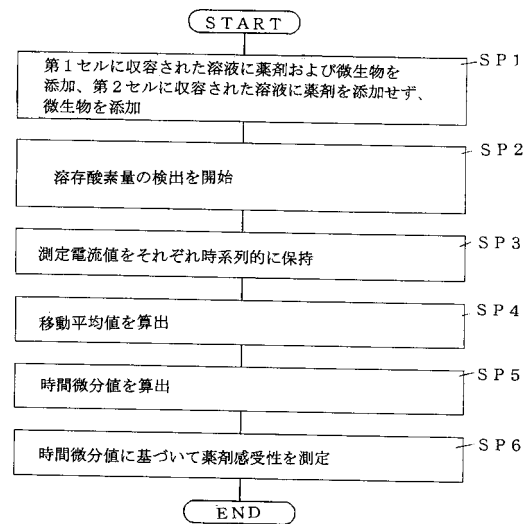 START
SP1
第1セルに収容された溶液に薬剤および微生物を
添加、第2セルに収容された溶液に薬剤を添加せず、
微生物を添加
SP2
溶存酸素量の検出を開始
SP3
測定電流値をそれぞれ時系列的に保持
SP4
移動平均値を算出
SP5
時間微分値を算出
SP6
時間微分値に基づいて薬剤感受性を測定
END